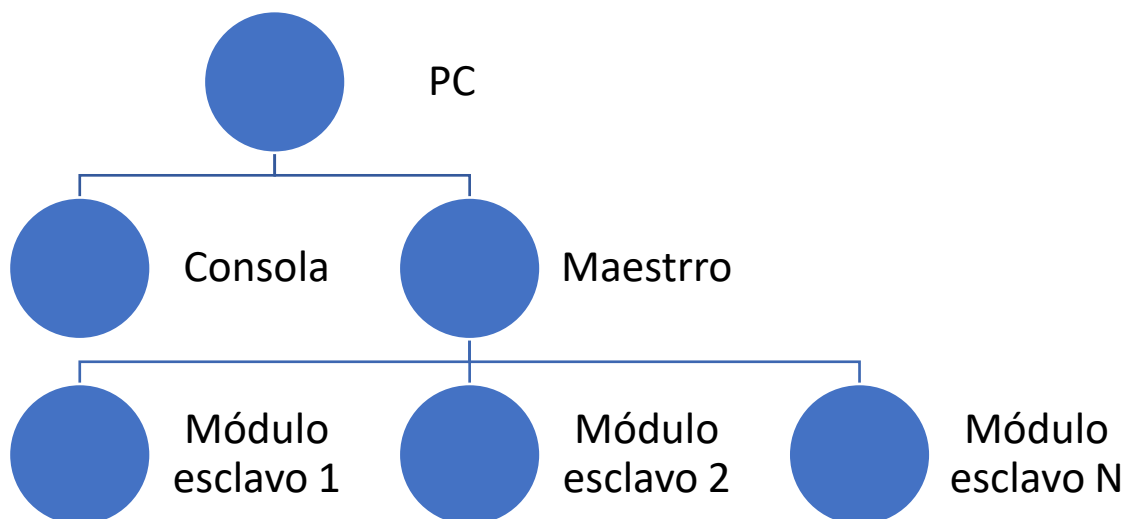 PC
Consola
Maestrro
Módulo
esclavo 1
Módulo
esclavo 2
Módulo
esclavo N